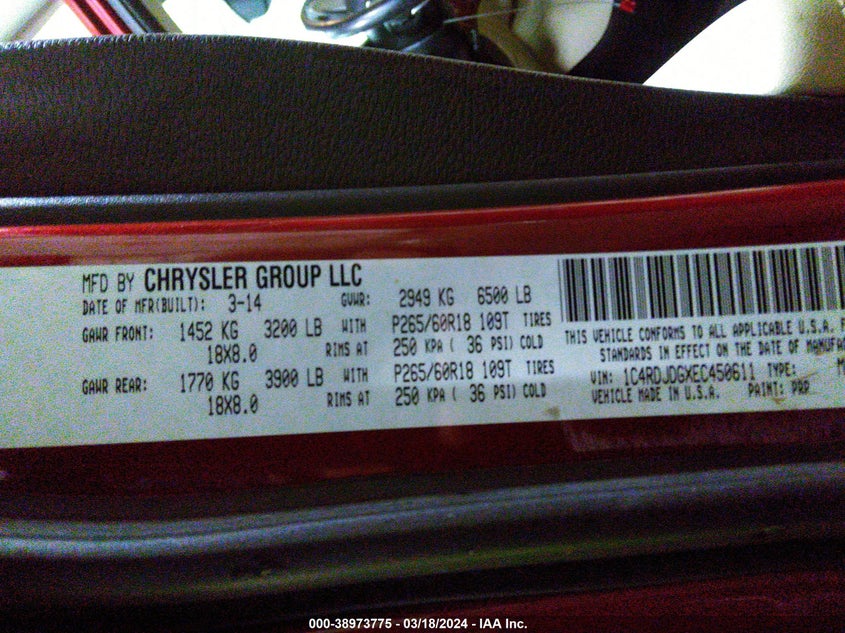 MFD BY CHRYSLER GROUP LLC
DATE OF MFR(BUILT): 3-14 GVWR: 2949 KG 6500 LB
GAWR FRONT: 1452 KG 3200 LB WITH P265/60R18 109T TIRES
18X8.0 RIMS AT 250 KPA ( 36 PSI) COLD
GAWR REAR: 1770 KG 3900 LB WITH P265/60R18 109T TIRES
18X8.0 RIMS AT 250 KPA ( 36 PSI) COLD
THIS VEHICLE CONFORMS TO ALL APPLICABLE U.S.A.
STANDARDS IN EFFECT ON THE DATE OF
VIN: 1C4RDJDGXEC450611 TYPE:
VEHICLE MADE IN U.S.A. PAINT: PRP
000-38973775 - 03/18/2024 - IAA Inc.